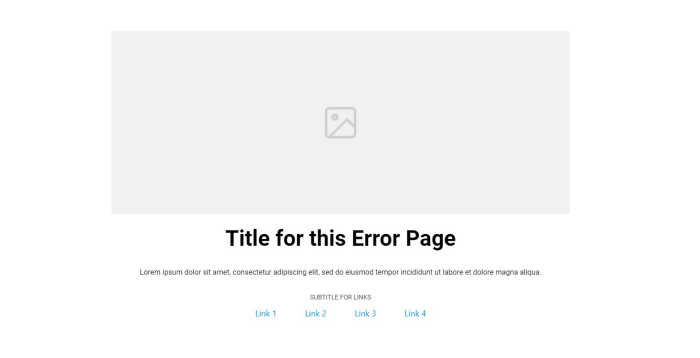 Title for this Error Page
Lorem ipsum dolor sit amet, consectetur adipiscing elit, sed do eiusmod tempor incididunt ut labore et dolore magna aliqua.
SUBTITLE FOR LINKS
Link 1 Link 2 Link 3 Link 4